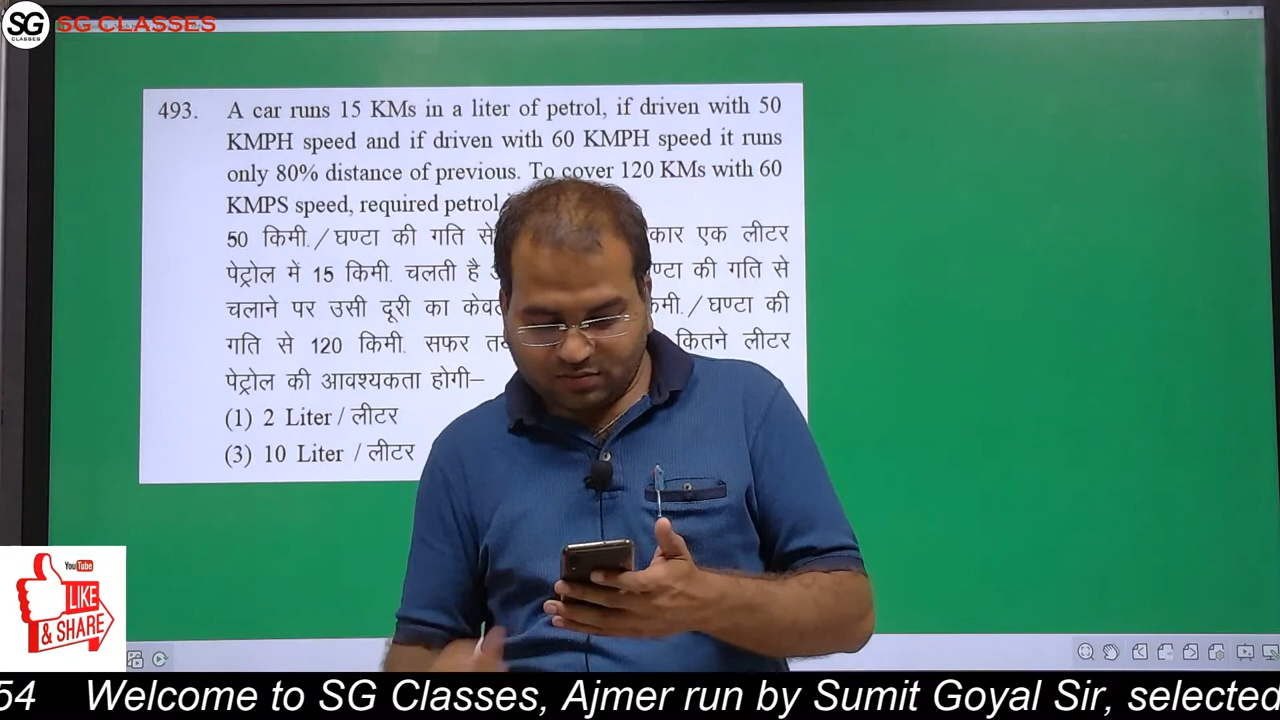 SG
CLASSES
SG CLASSES
493. A car runs 15 KMs in a liter of petrol, if driven with 50
KMPH speed and if driven with 60 KMPH speed it runs
only 80% distance of previous. To cover 120 KMs with 60
KMPS speed, required petrol
50 किमी./घण्टा की गति से कार एक लीटर
पेट्रोल में 15 किमी. चलती है की गति से
चलाने पर उसी दूरी का घण्टा की
गति से 120 किमी. सफर कितने लीटर
पेट्रोल की आवश्यकता होगी–
(1) 2 Liter / लीटर
(3) 10 Liter / लीटर
YouTube
LIKE
& SHARE
54 Welcome to SG Classes, Ajmer run by Sumit Goyal Sir, selected